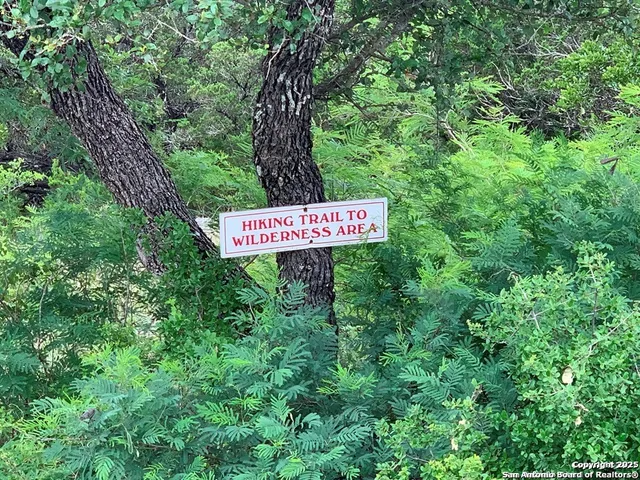 HIKING TRAIL TO
WILDERNESS AREA
Copyright 2025
San Antonio Board of Realtors®